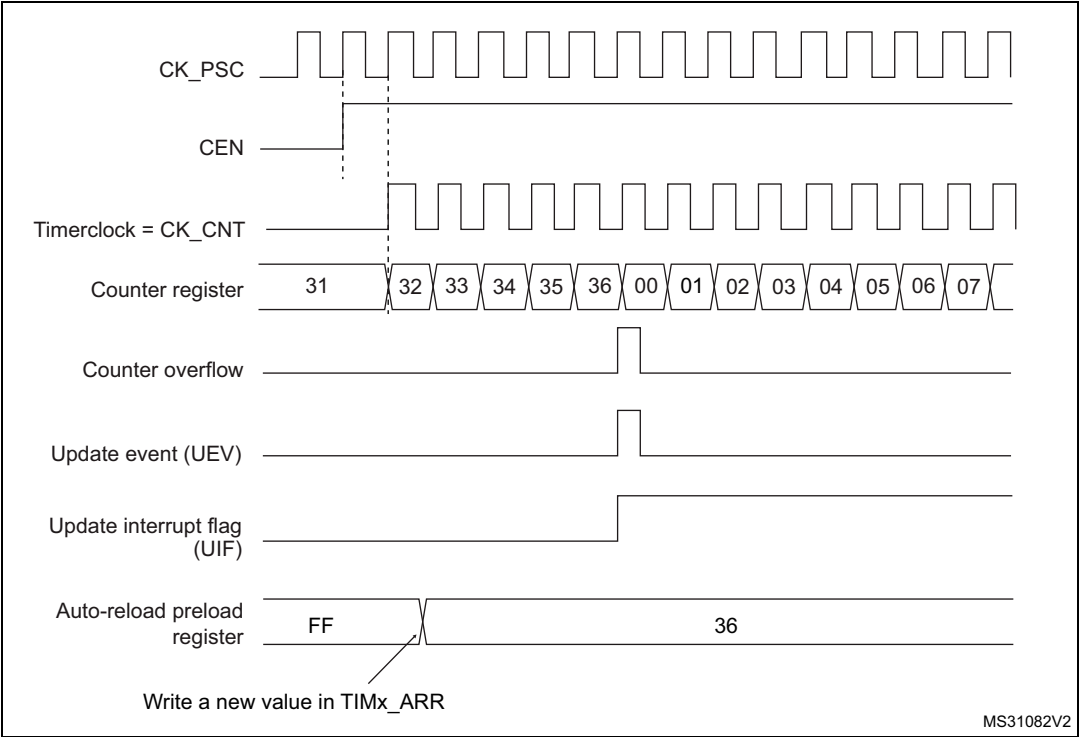 CK_PSC
CEN
Timerclock = CK_CNT
Counter register
31 32 33 34 35 36 00 01 02 03 04 05 06 07
Counter overflow
Update event (UEV)
Update interrupt flag
(UIF)
Auto-reload preload
register
FF 36
Write a new value in TIMx_ARR
MS31082V2